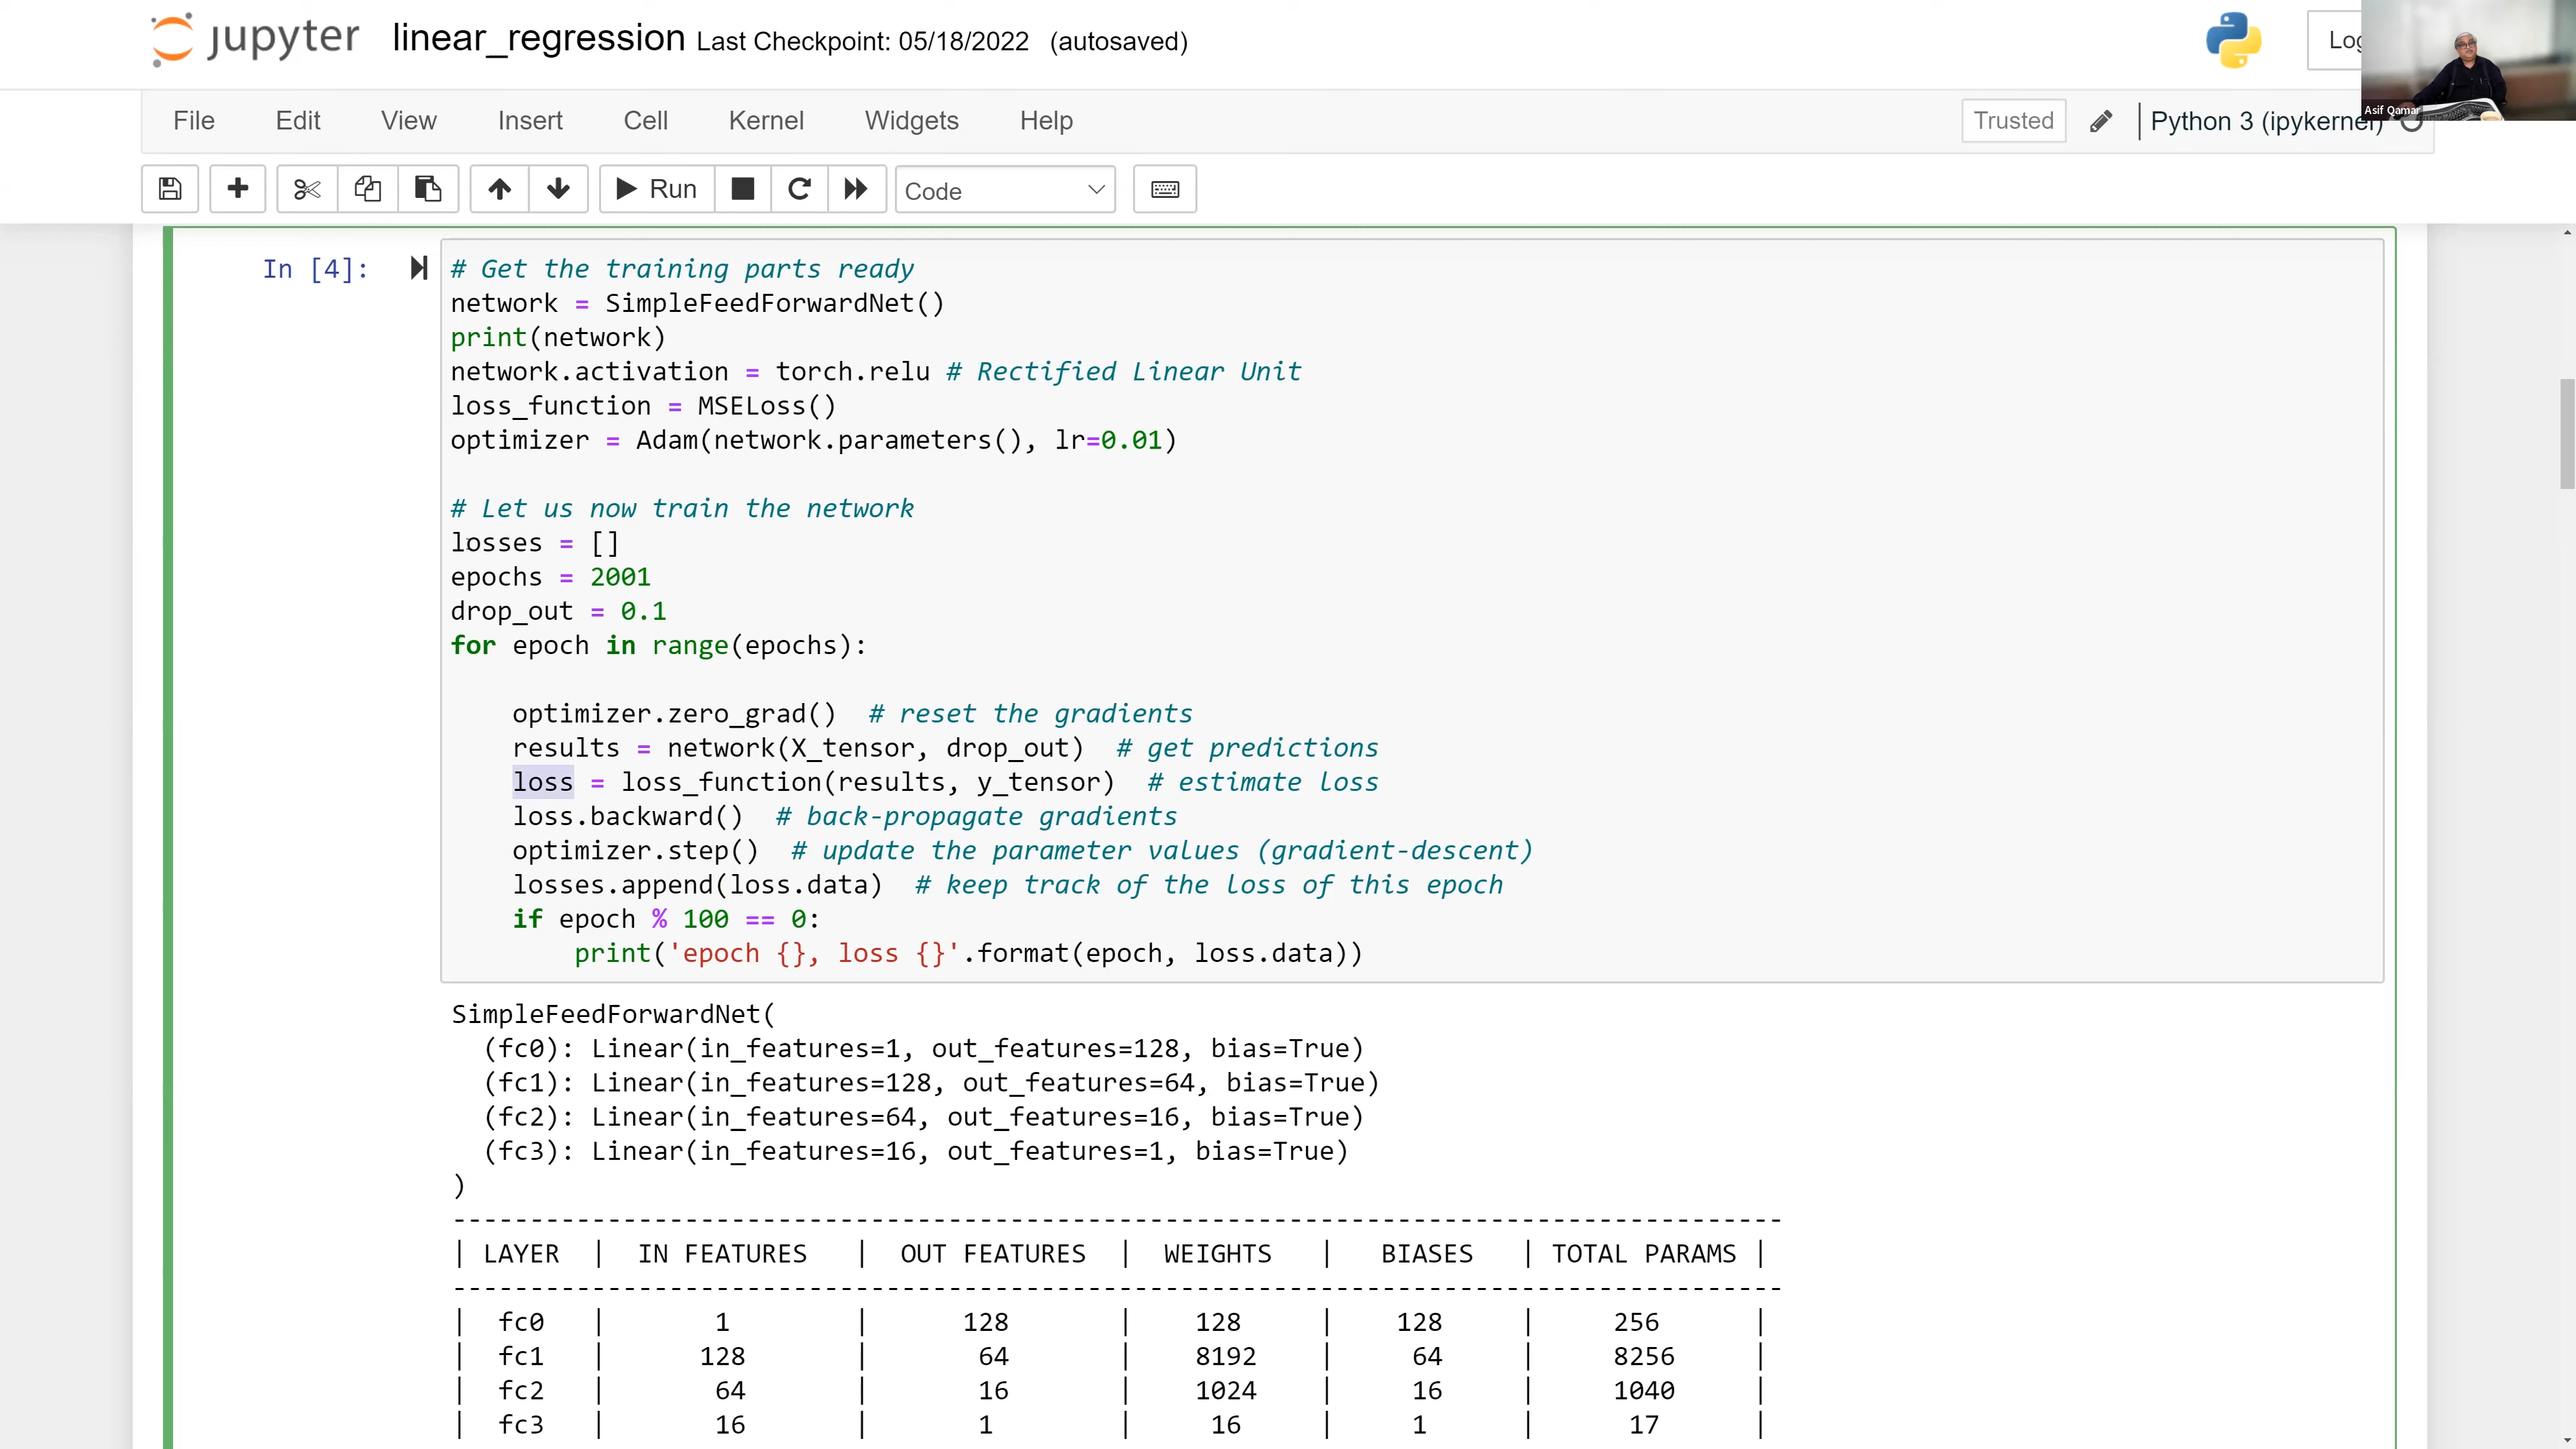 jupyter linear_regression Last Checkpoint: 05/18/2022 (autosaved)
Asif Qamar
File Edit View Insert Cell Kernel Widgets Help Trusted Python 3 (ipykernel)
Run Code
In [4]: # Get the training parts ready
network = SimpleFeedForwardNet()
print(network)
network.activation = torch.relu # Rectified Linear Unit
loss_function = MSELoss()
optimizer = Adam(network.parameters(), lr=0.01)
# Let us now train the network
losses = []
epochs = 2001
drop_out = 0.1
for epoch in range(epochs):
optimizer.zero_grad() # reset the gradients
results = network(X_tensor, drop_out) # get predictions
loss = loss_function(results, y_tensor) # estimate loss
loss.backward() # back-propagate gradients
optimizer.step() # update the parameter values (gradient-descent)
losses.append(loss.data) # keep track of the loss of this epoch
if epoch % 100 == 0:
print('epoch {}, loss {}'.format(epoch, loss.data))
SimpleFeedForwardNet(
(fc0): Linear(in_features=1, out_features=128, bias=True)
(fc1): Linear(in_features=128, out_features=64, bias=True)
(fc2): Linear(in_features=64, out_features=16, bias=True)
(fc3): Linear(in_features=16, out_features=1, bias=True)
)
--------------------------------------------------------------------------------------
| LAYER | IN FEATURES | OUT FEATURES | WEIGHTS | BIASES | TOTAL PARAMS |
--------------------------------------------------------------------------------------
| fc0 | 1 | 128 | 128 | 128 | 256 |
| fc1 | 128 | 64 | 8192 | 64 | 8256 |
| fc2 | 64 | 16 | 1024 | 16 | 1040 |
| fc3 | 16 | 1 | 16 | 1 | 17 |